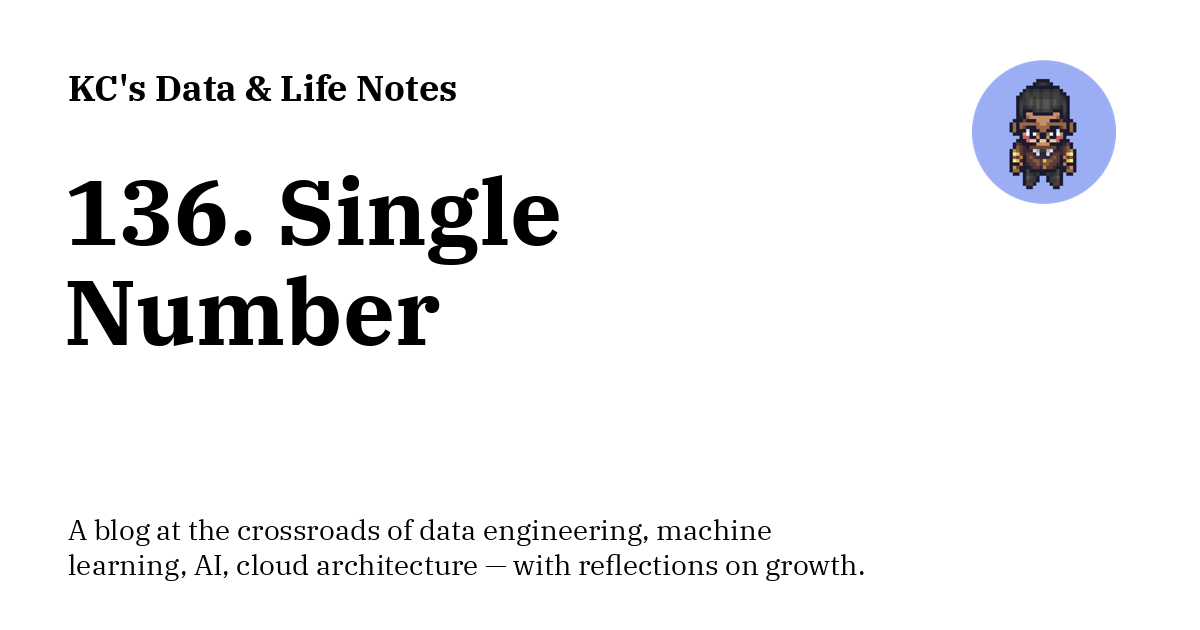 KC's Data & Life Notes
136. Single
Number
A blog at the crossroads of data engineering, machine
learning, AI, cloud architecture — with reflections on growth.